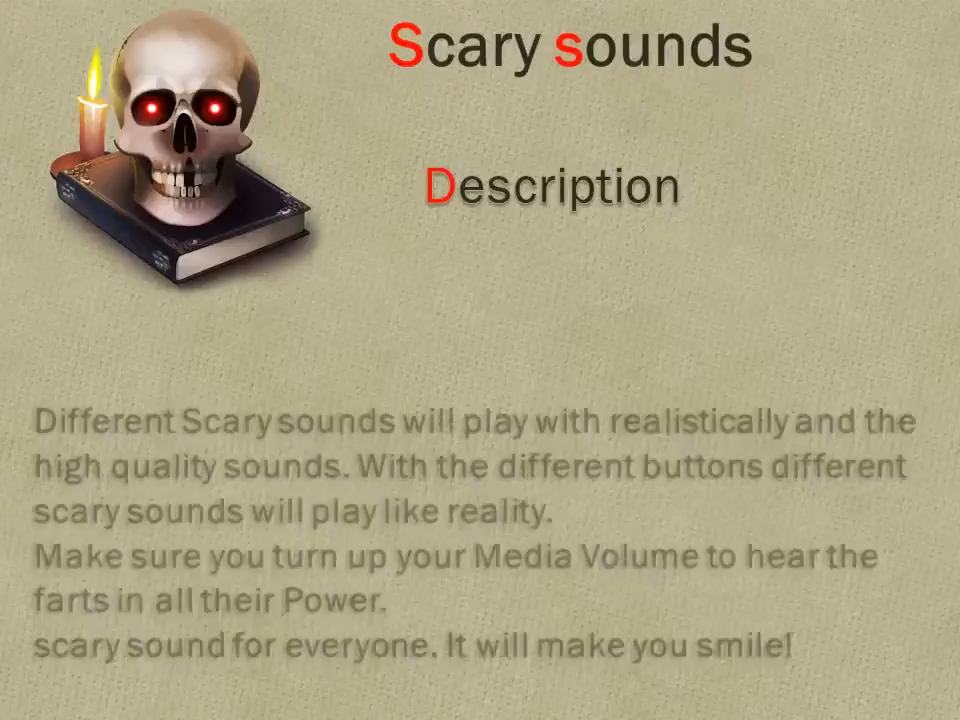 Scary sounds
Description
Different Scary sounds will play with realistically and the
high quality sounds. With the different buttons different
scary sounds will play like reality.
Make sure you turn up your Media Volume to hear the
farts in all their Power.
scary sound for everyone. It will make you smile!